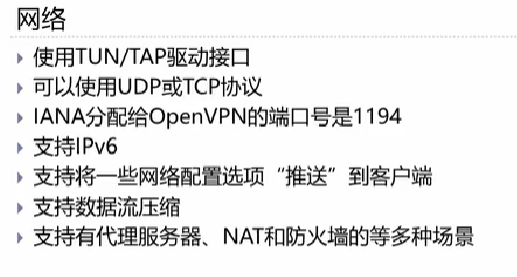 网络
使用TUN/TAP驱动接口
可以使用UDP或TCP协议
IANA分配给OpenVPN的端口号是1194
支持IPv6
支持将一些网络配置选项“推送”到客户端
支持数据流压缩
支持有代理服务器、NAT和防火墙的等多种场景